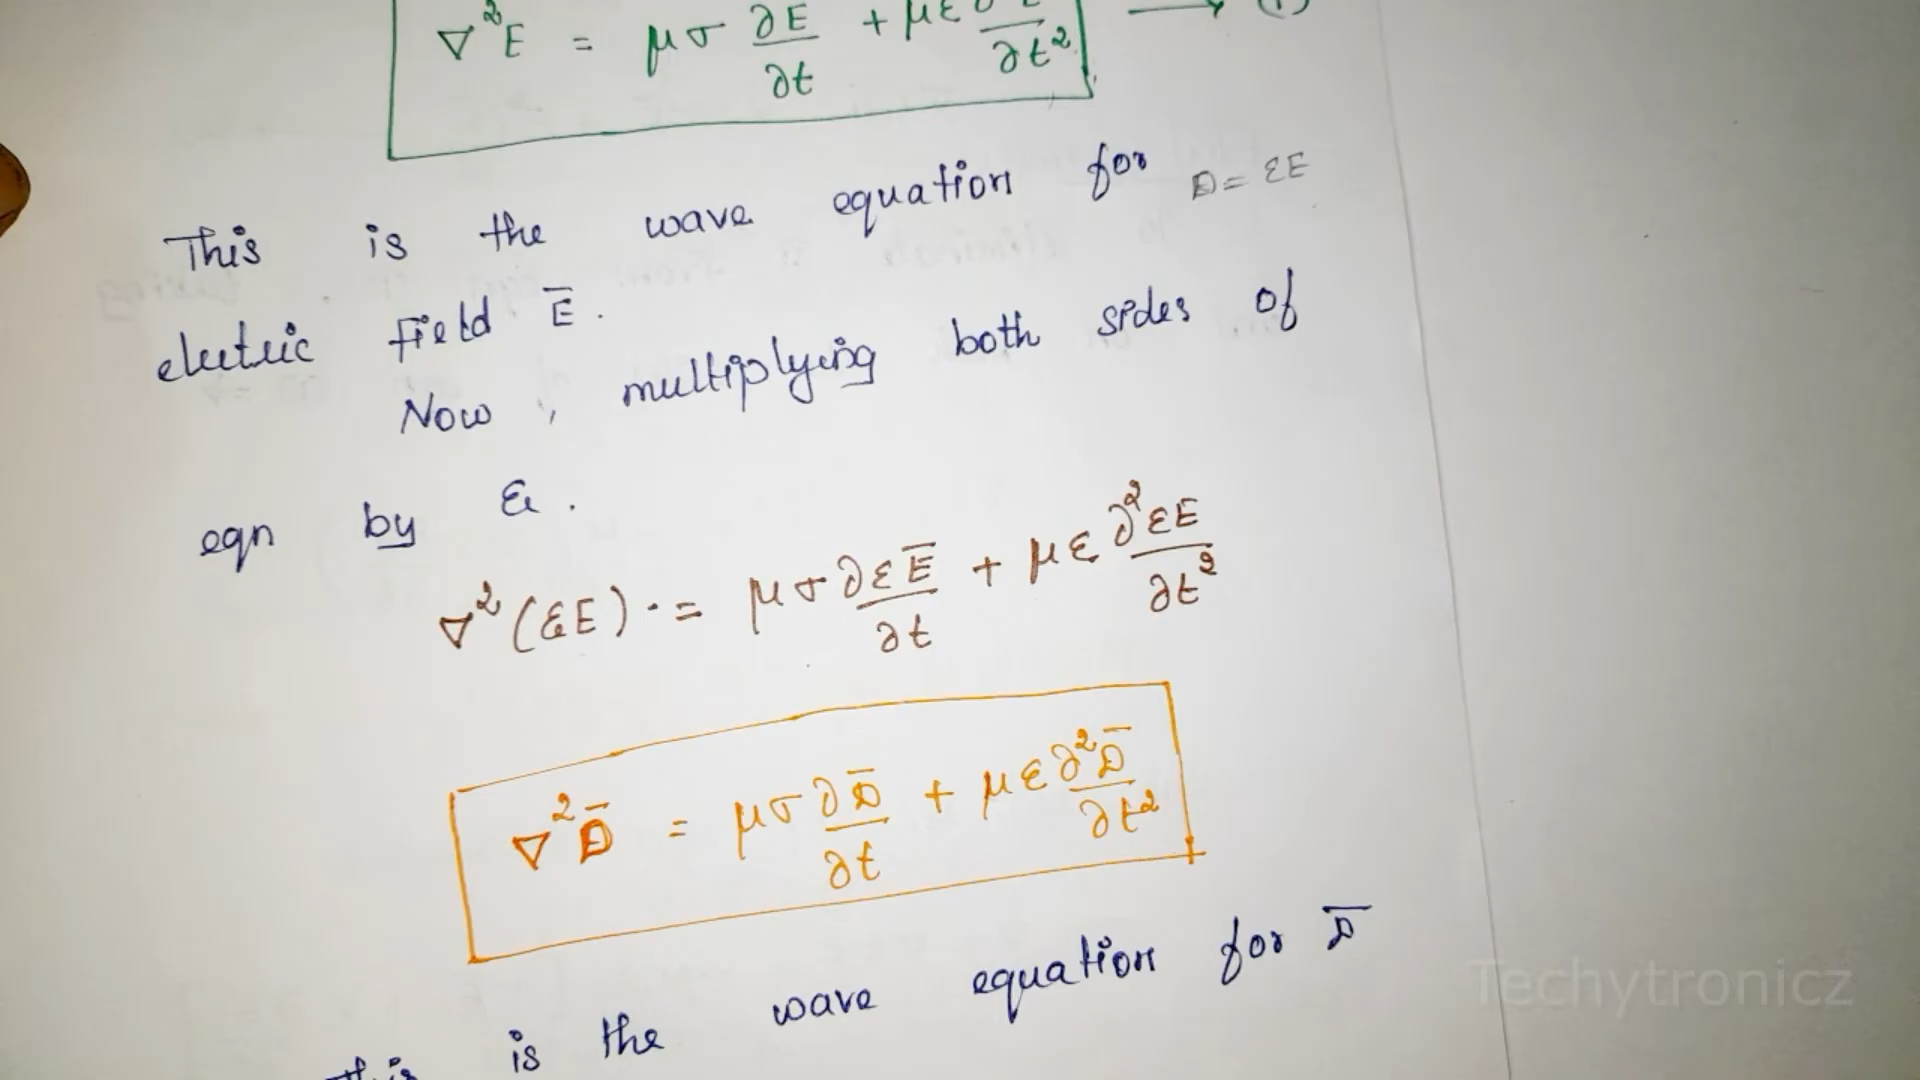 ∇²E = μσ ∂E/∂t + με ∂²E/∂t² → (1)
This is the wave equation for D = εE
electric field E̅.
Now, multiplying both sides of
eqn by ε.
∇²(εE) · = μσ ∂εE̅/∂t + με ∂²εE/∂t²
∇²D̅ = μσ ∂D̅/∂t + με ∂²D̅/∂t²
This is the wave equation for D̅
Techytronicz